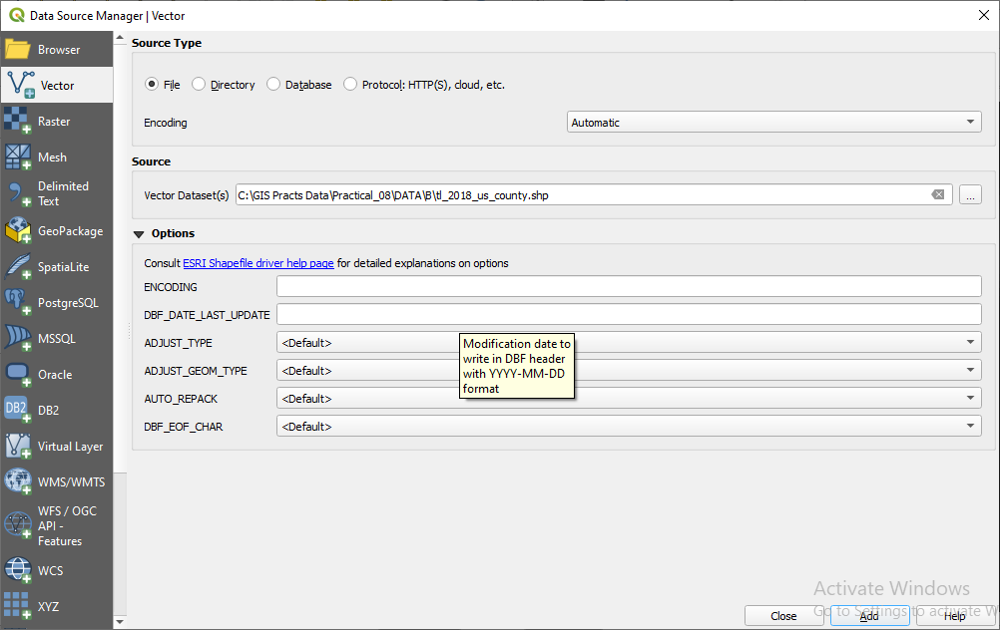 Data Source Manager | Vector
Browser
Vector
Raster
Mesh
Delimited
Text
GeoPackage
SpatiaLite
PostgreSQL
MSSQL
Oracle
DB2
DB2
Virtual Layer
WMS/WMTS
WFS / OGC
API -
Features
WCS
XYZ
Source Type
File Directory Database Protocol: HTTP(S), cloud, etc.
Encoding Automatic
Source
Vector Dataset(s) C:\GIS Practs Data\Practical_08\DATA\B\tl_2018_us_county.shp ...
Options
Consult ESRI Shapefile driver help page for detailed explanations on options
ENCODING
DBF_DATE_LAST_UPDATE
ADJUST_TYPE <Default>
ADJUST_GEOM_TYPE <Default>
AUTO_REPACK <Default>
DBF_EOF_CHAR <Default>
Modification date to
write in DBF header
with YYYY-MM-DD
format
Activate Windows
Go to Settings to activate W
Close Add Help